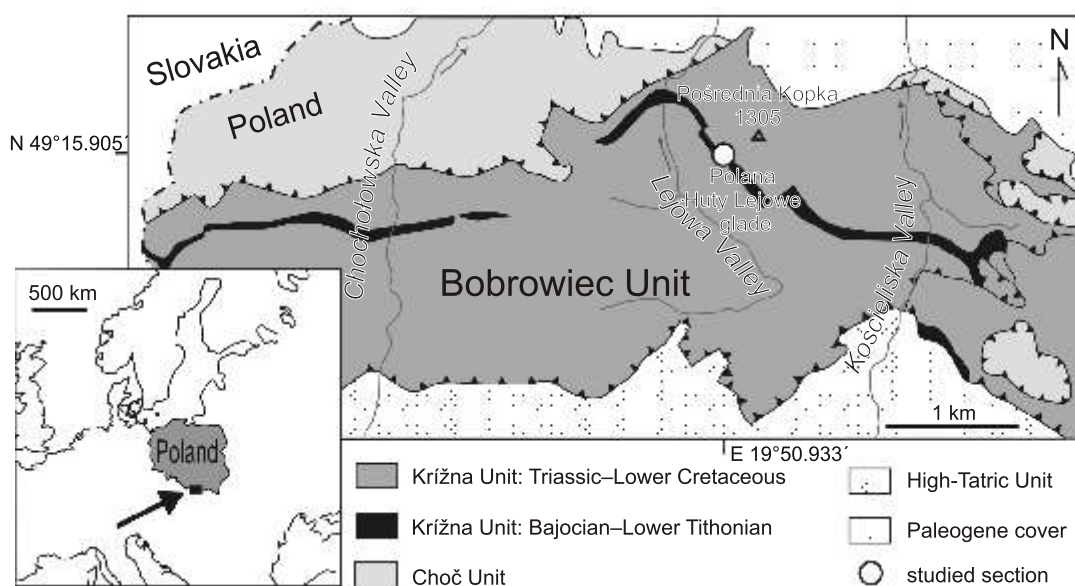 Slovakia
Poland
Chochołowska Valley
N
Pośrednia Kopka
1305
N 49°15.905´
Polana
Huty Lejowe
glade
Lejowa Valley
Kościeliska Valley
Bobrowiec Unit
500 km
Poland
1 km
E 19°50.933´
Krížna Unit: Triassic–Lower Cretaceous
Krížna Unit: Bajocian–Lower Tithonian
Choč Unit
High-Tatric Unit
Paleogene cover
studied section